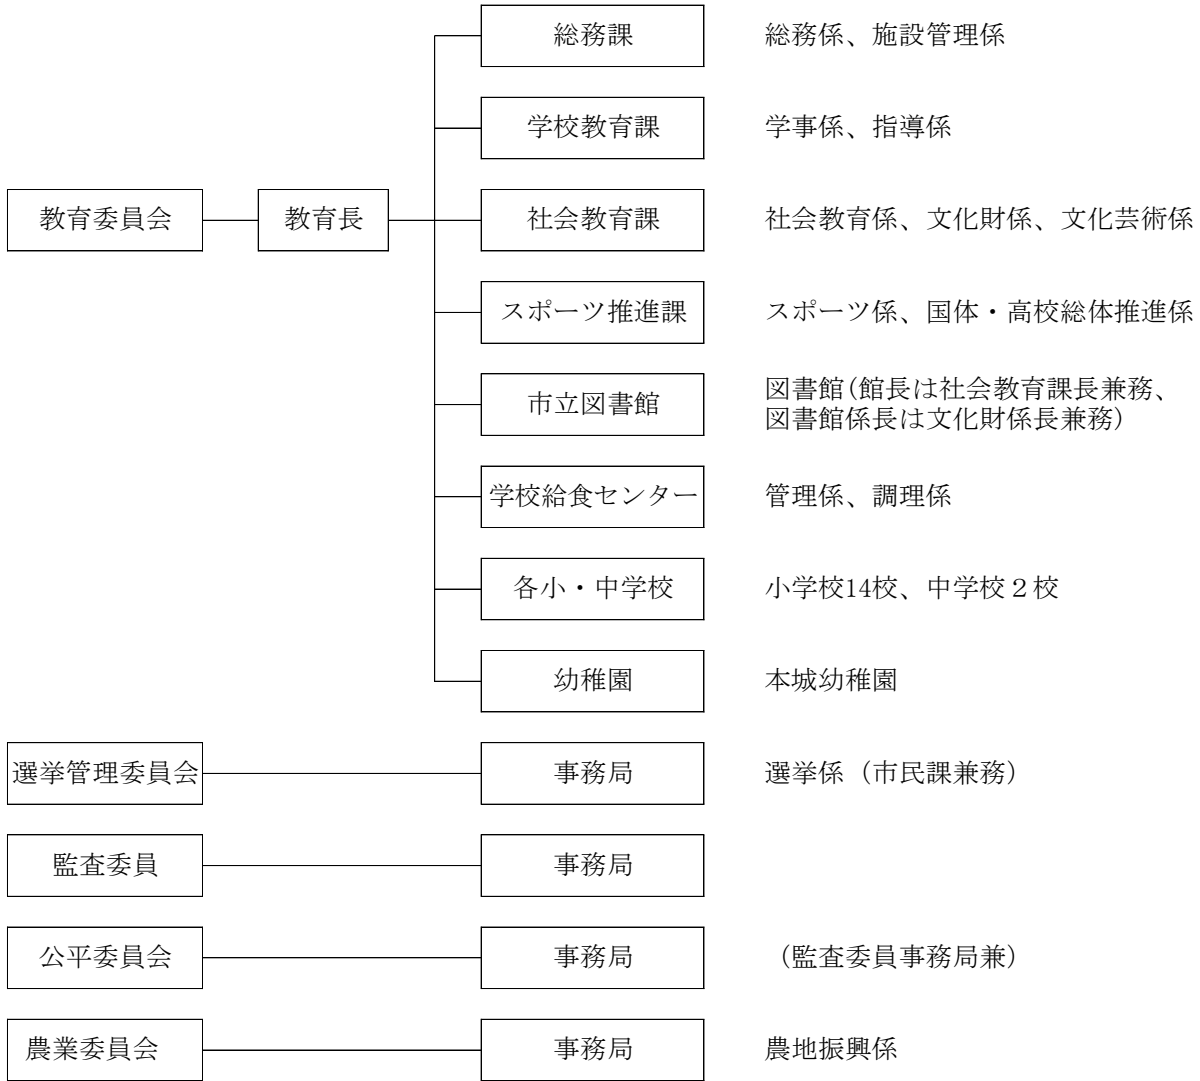 総務課 総務係、施設管理係
学校教育課 学事係、指導係
教育委員会 教育長 社会教育課 社会教育係、文化財係、文化芸術係
スポーツ推進課 スポーツ係、国体・高校総体推進係
市立図書館 図書館(館長は社会教育課長兼務、
図書館係長は文化財係長兼務)
学校給食センター 管理係、調理係
各小・中学校 小学校14校、中学校2校
幼稚園 本城幼稚園
選挙管理委員会 事務局 選挙係(市民課兼務)
監査委員 事務局
公平委員会 事務局 (監査委員事務局兼)
農業委員会 事務局 農地振興係